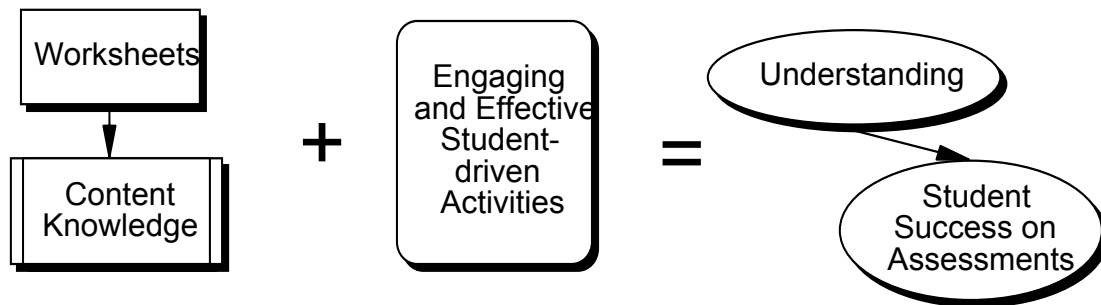 Worksheets
Content
Knowledge
+
Engaging
and Effective
Student-
driven
Activities
=
Understanding
Student
Success on
Assessments